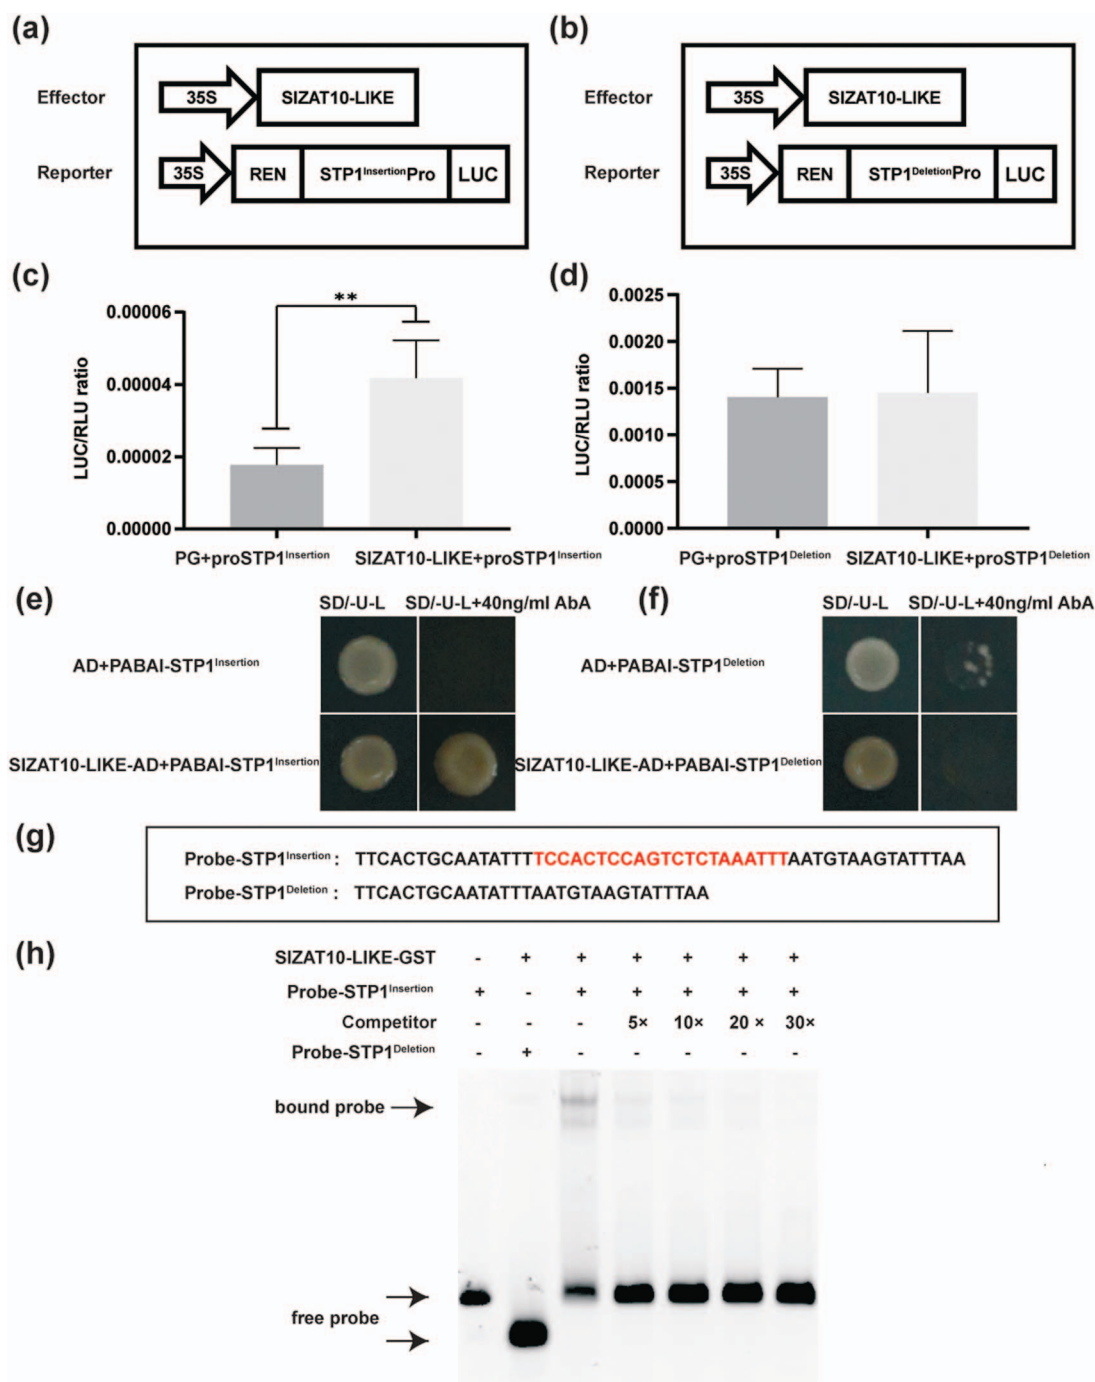 (a)
Effector
35S
SlZAT10-LIKE
Reporter
35S
REN
STP1InsertionPro
LUC
(b)
Effector
35S
SlZAT10-LIKE
Reporter
35S
REN
STP1DeletionPro
LUC
(c)
LUC/RLU ratio
0.00006
0.00004
0.00002
0.00000
**
PG+proSTP1Insertion
SlZAT10-LIKE+proSTP1Insertion
(d)
LUC/RLU ratio
0.0025
0.0020
0.0015
0.0010
0.0005
0.0000
PG+proSTP1Deletion
SlZAT10-LIKE+proSTP1Deletion
(e)
SD/-U-L SD/-U-L+40ng/ml AbA
AD+PABAI-STP1Insertion
SlZAT10-LIKE-AD+PABAI-STP1Insertion
(f)
SD/-U-L SD/-U-L+40ng/ml AbA
AD+PABAI-STP1Deletion
SlZAT10-LIKE-AD+PABAI-STP1Deletion
(g)
Probe-STP1Insertion : TTCACTGCAATATTTTCCACTCCAGTCTCTAAATTTAATGTAAGTATTTAA
Probe-STP1Deletion : TTCACTGCAATATTTAATGTAAGTATTTAA
(h)
SlZAT10-LIKE-GST - + + + + + +
Probe-STP1Insertion + - + + + + +
Competitor - - - 5× 10× 20 × 30×
Probe-STP1Deletion - + - - - - -
bound probe
free probe